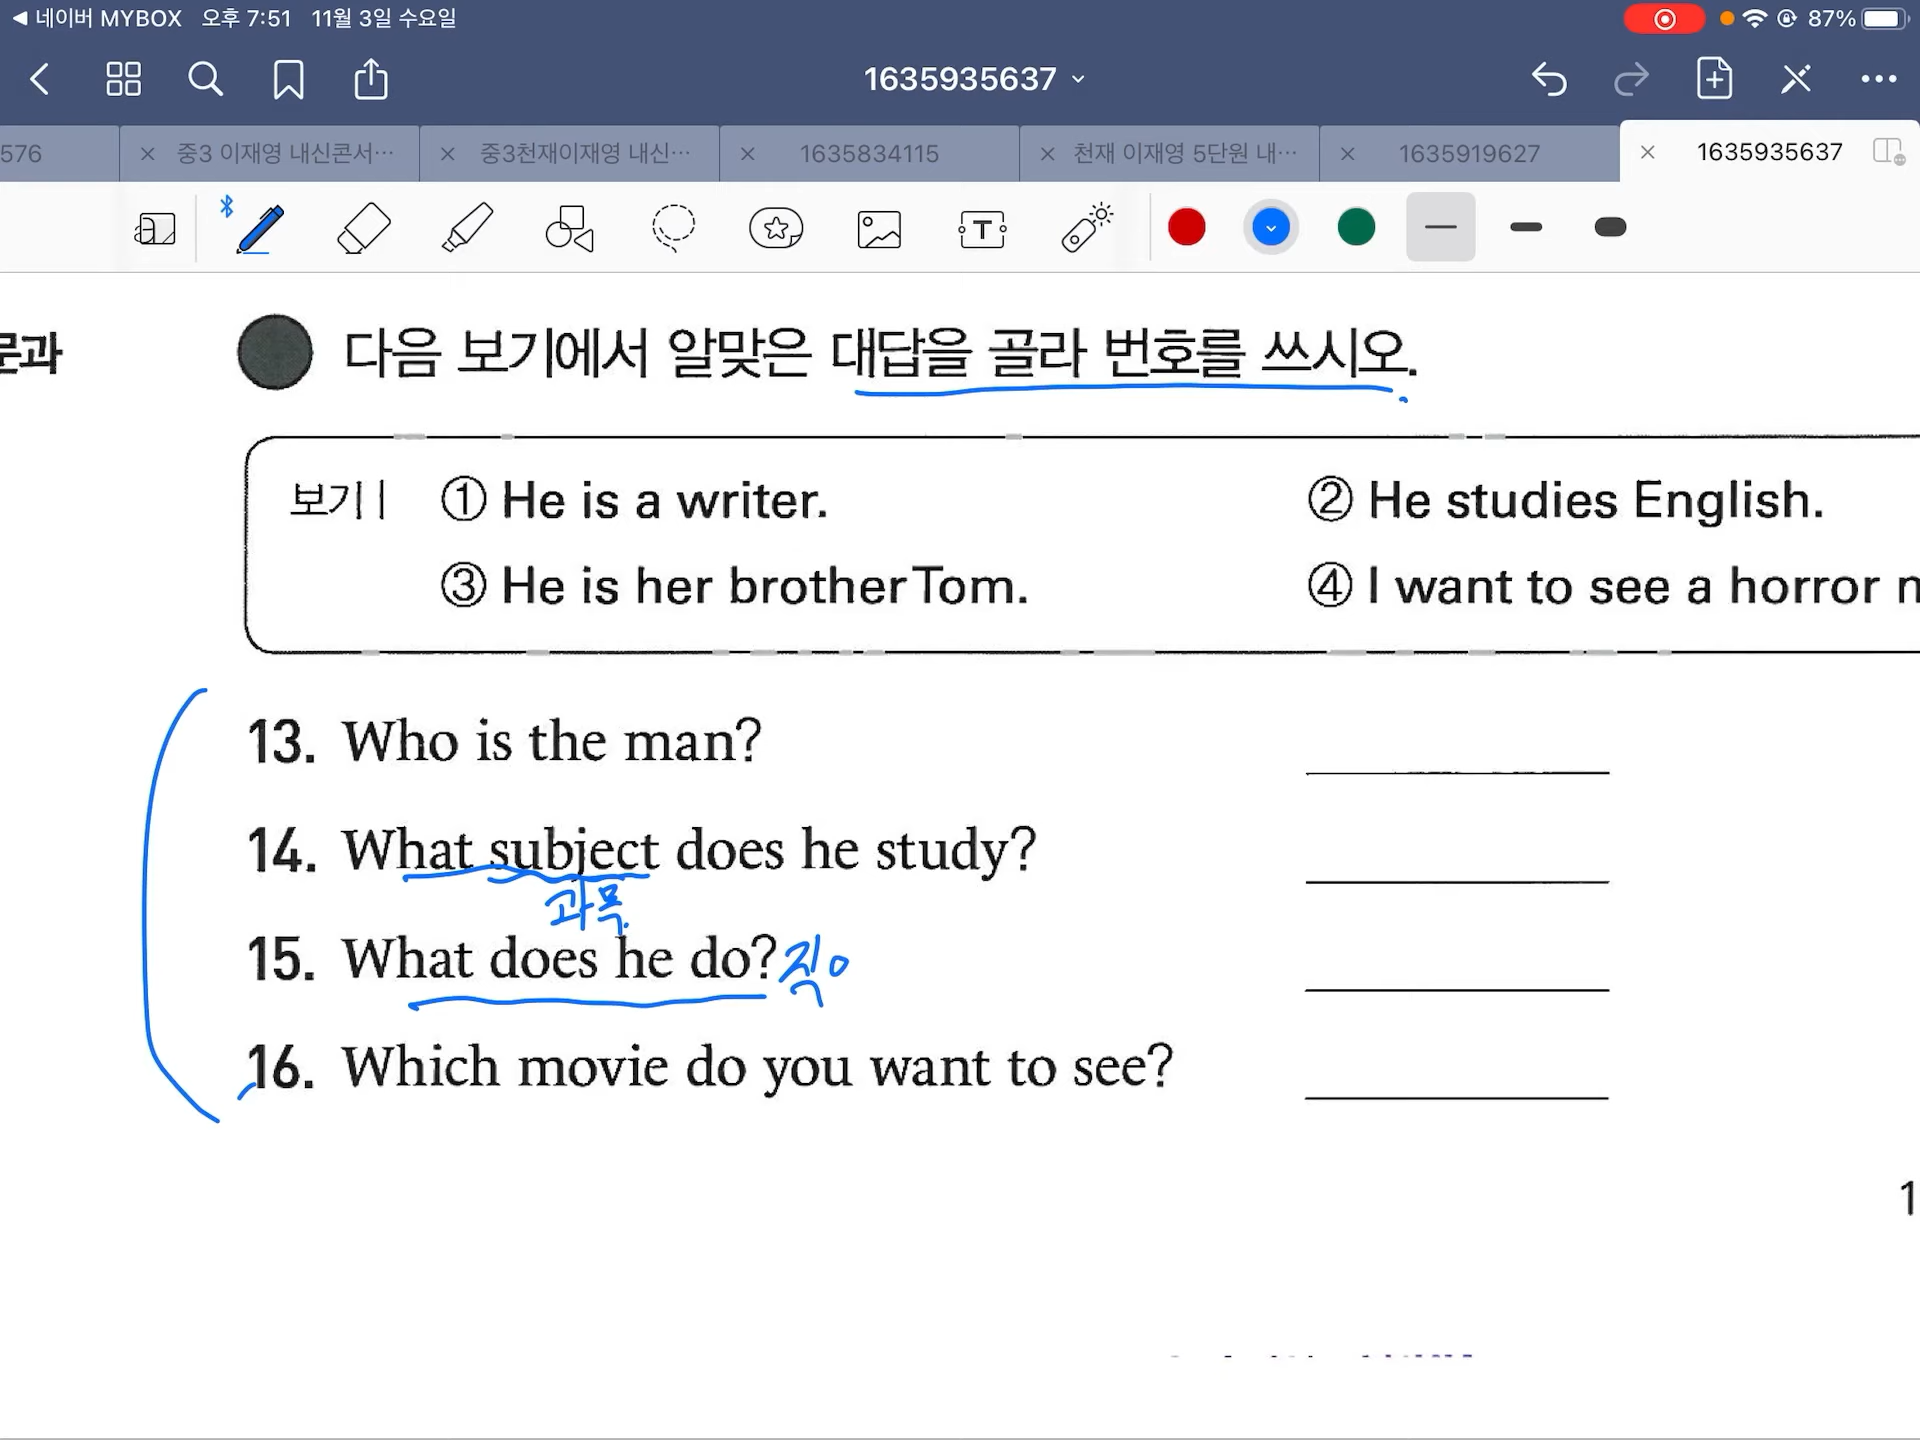 ◀ 네이버 MYBOX 오후 7:51 11월 3일 수요일 87%
1635935637
576 중3 이재영 내신콘서… 중3천재이재영 내신… 1635834115 천재 이재영 5단원 내… 1635919627 1635935637
문과 다음 보기에서 알맞은 대답을 골라 번호를 쓰시오.
보기 | ① He is a writer. ② He studies English.
③ He is her brother Tom. ④ I want to see a horror
13. Who is the man?
14. What subject does he study?
과목
15. What does he do? 직
16. Which movie do you want to see?
1